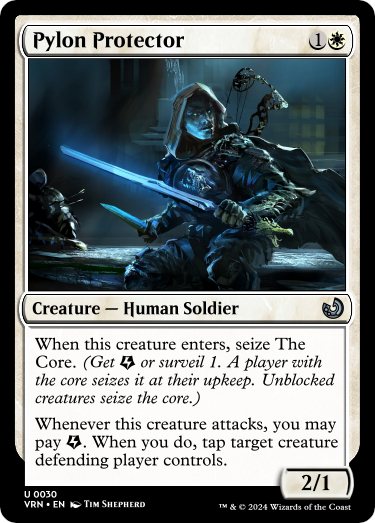 Pylon Protector 1
Creature — Human Soldier
When this creature enters, seize The
Core. (Get or surveil 1. A player with
the core seizes it at their upkeep. Unblocked
creatures seize the core.)
Whenever this creature attacks, you may
pay . When you do, tap target creature
defending player controls.
2/1
U 0030
VRN • EN Tim Shepherd
™ & © 2024 Wizards of the Coast